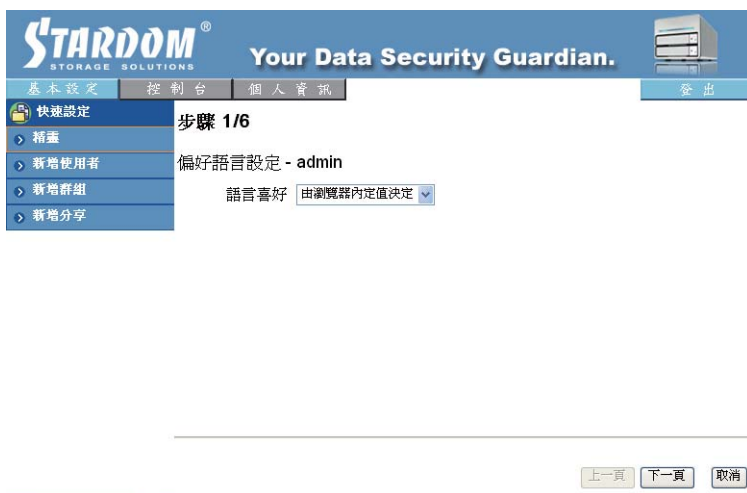 STARDOM®
STORAGE SOLUTIONS
Your Data Security Guardian.
基本設定 控制台 個人資訊 登出
快速設定
精靈
新增使用者
新增群組
新增分享
步驟 1/6
偏好語言設定 - admin
語言喜好 由瀏覽器內定值決定
上一頁 下一頁 取消